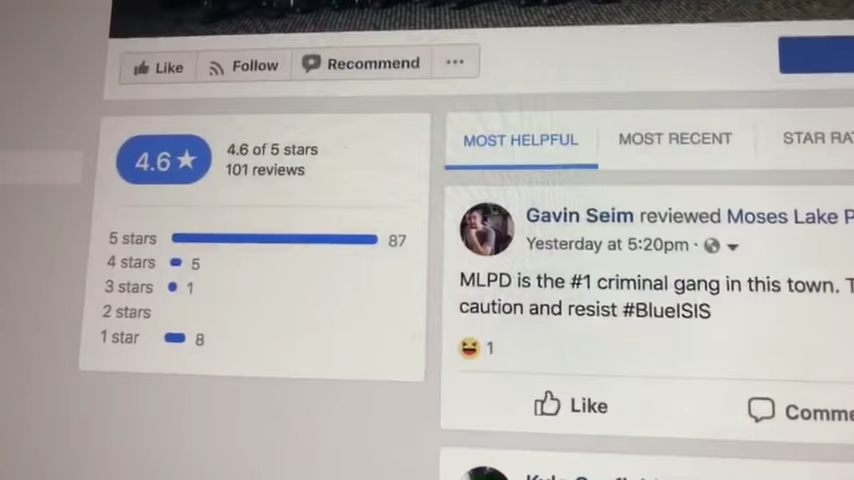 Like
Follow
Recommend
4.6 ★
4.6 of 5 stars
101 reviews
5 stars 87
4 stars 5
3 stars 1
2 stars
1 star 8
MOST HELPFUL
MOST RECENT
STAR
Gavin Seim reviewed Moses Lake
Yesterday at 5:20pm ·
MLPD is the #1 criminal gang in this town.
caution and resist #BlueISIS
1
Like